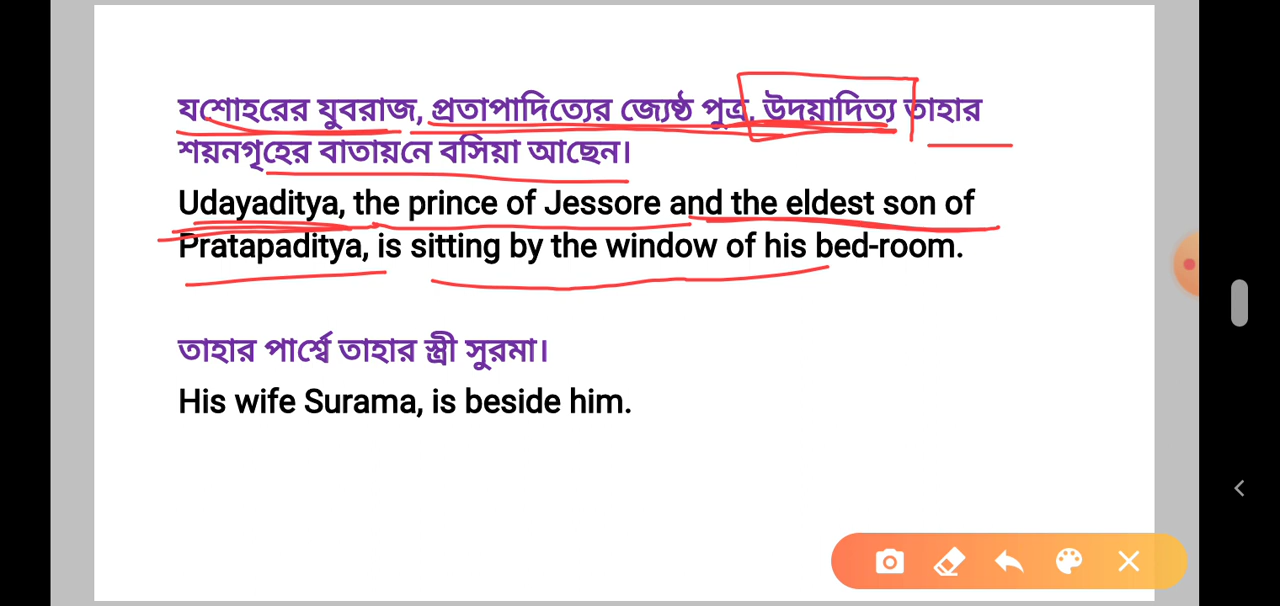 যশোহরের যুবরাজ, প্রতাপাদিত্যের জ্যেষ্ঠ পুত্র, উদয়াদিত্য তাহার
শয়নগৃহের বাতায়নে বসিয়া আছেন।
Udayaditya, the prince of Jessore and the eldest son of
Pratapaditya, is sitting by the window of his bed-room.
তাহার পার্শ্বে তাহার স্ত্রী সুরমা।
His wife Surama, is beside him.